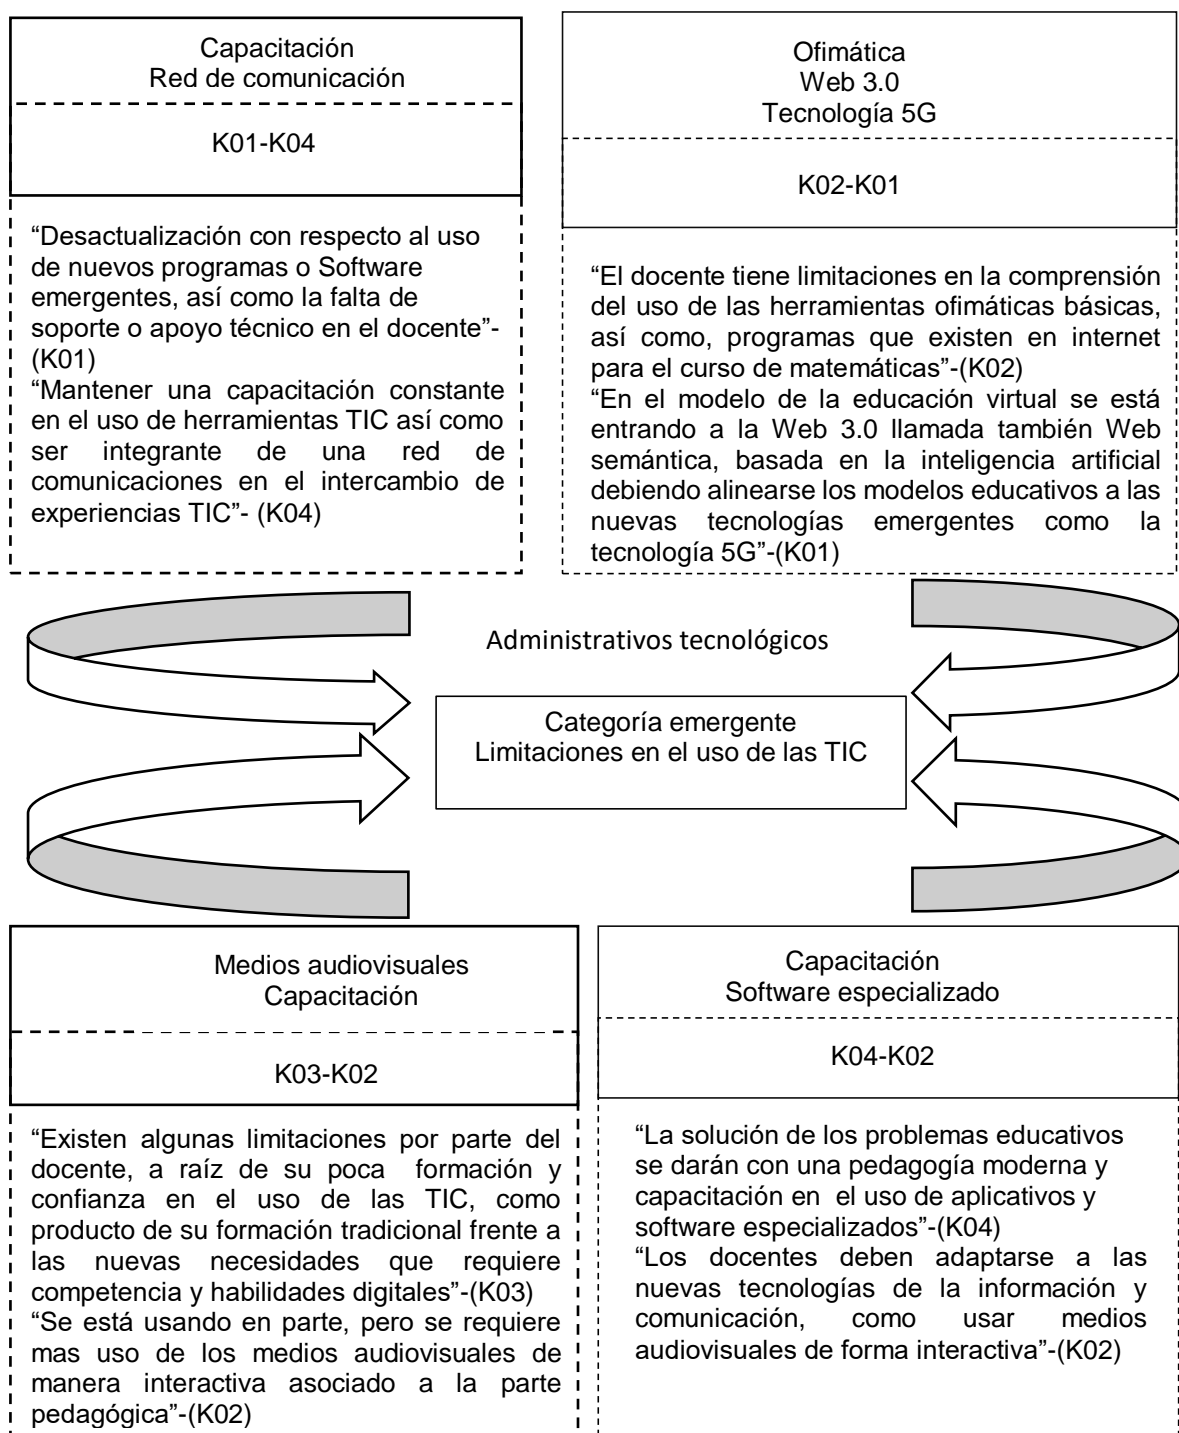 Capacitación
Red de comunicación
K01-K04
“Desactualización con respecto al uso
de nuevos programas o Software
emergentes, así como la falta de
soporte o apoyo técnico en el docente”-
(K01)
“Mantener una capacitación constante
en el uso de herramientas TIC así como
ser integrante de una red de
comunicaciones en el intercambio de
experiencias TIC”- (K04)
Ofimática
Web 3.0
Tecnología 5G
K02-K01
“El docente tiene limitaciones en la comprensión
del uso de las herramientas ofimáticas básicas,
así como, programas que existen en internet
para el curso de matemáticas”-(K02)
“En el modelo de la educación virtual se está
entrando a la Web 3.0 llamada también Web
semántica, basada en la inteligencia artificial
debiendo alinearse los modelos educativos a las
nuevas tecnologías emergentes como la
tecnología 5G”-(K01)
Administrativos tecnológicos
Categoría emergente
Limitaciones en el uso de las TIC
Medios audiovisuales
Capacitación
K03-K02
“Existen algunas limitaciones por parte del
docente, a raíz de su poca formación y
confianza en el uso de las TIC, como
producto de su formación tradicional frente a
las nuevas necesidades que requiere
competencia y habilidades digitales”-(K03)
“Se está usando en parte, pero se requiere
mas uso de los medios audiovisuales de
manera interactiva asociado a la parte
pedagógica”-(K02)
Capacitación
Software especializado
K04-K02
“La solución de los problemas educativos
se darán con una pedagogía moderna y
capacitación en el uso de aplicativos y
software especializados”-(K04)
“Los docentes deben adaptarse a las
nuevas tecnologías de la información y
comunicación, como usar medios
audiovisuales de forma interactiva”-(K02)